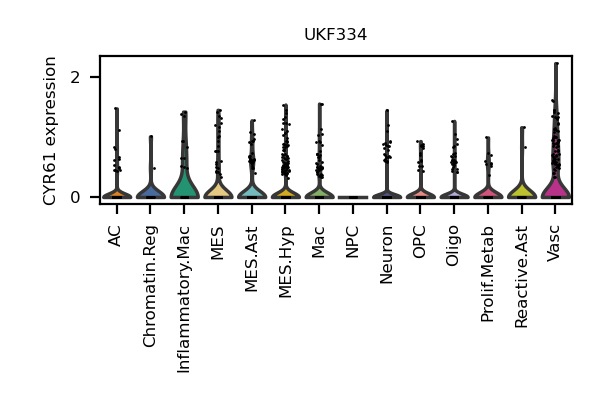 UKF334
CYR61 expression
2
0
AC
Chromatin.Reg
Inflammatory.Mac
MES
MES.Ast
MES.Hyp
Mac
NPC
Neuron
OPC
Oligo
Prolif.Metab
Reactive.Ast
Vasc